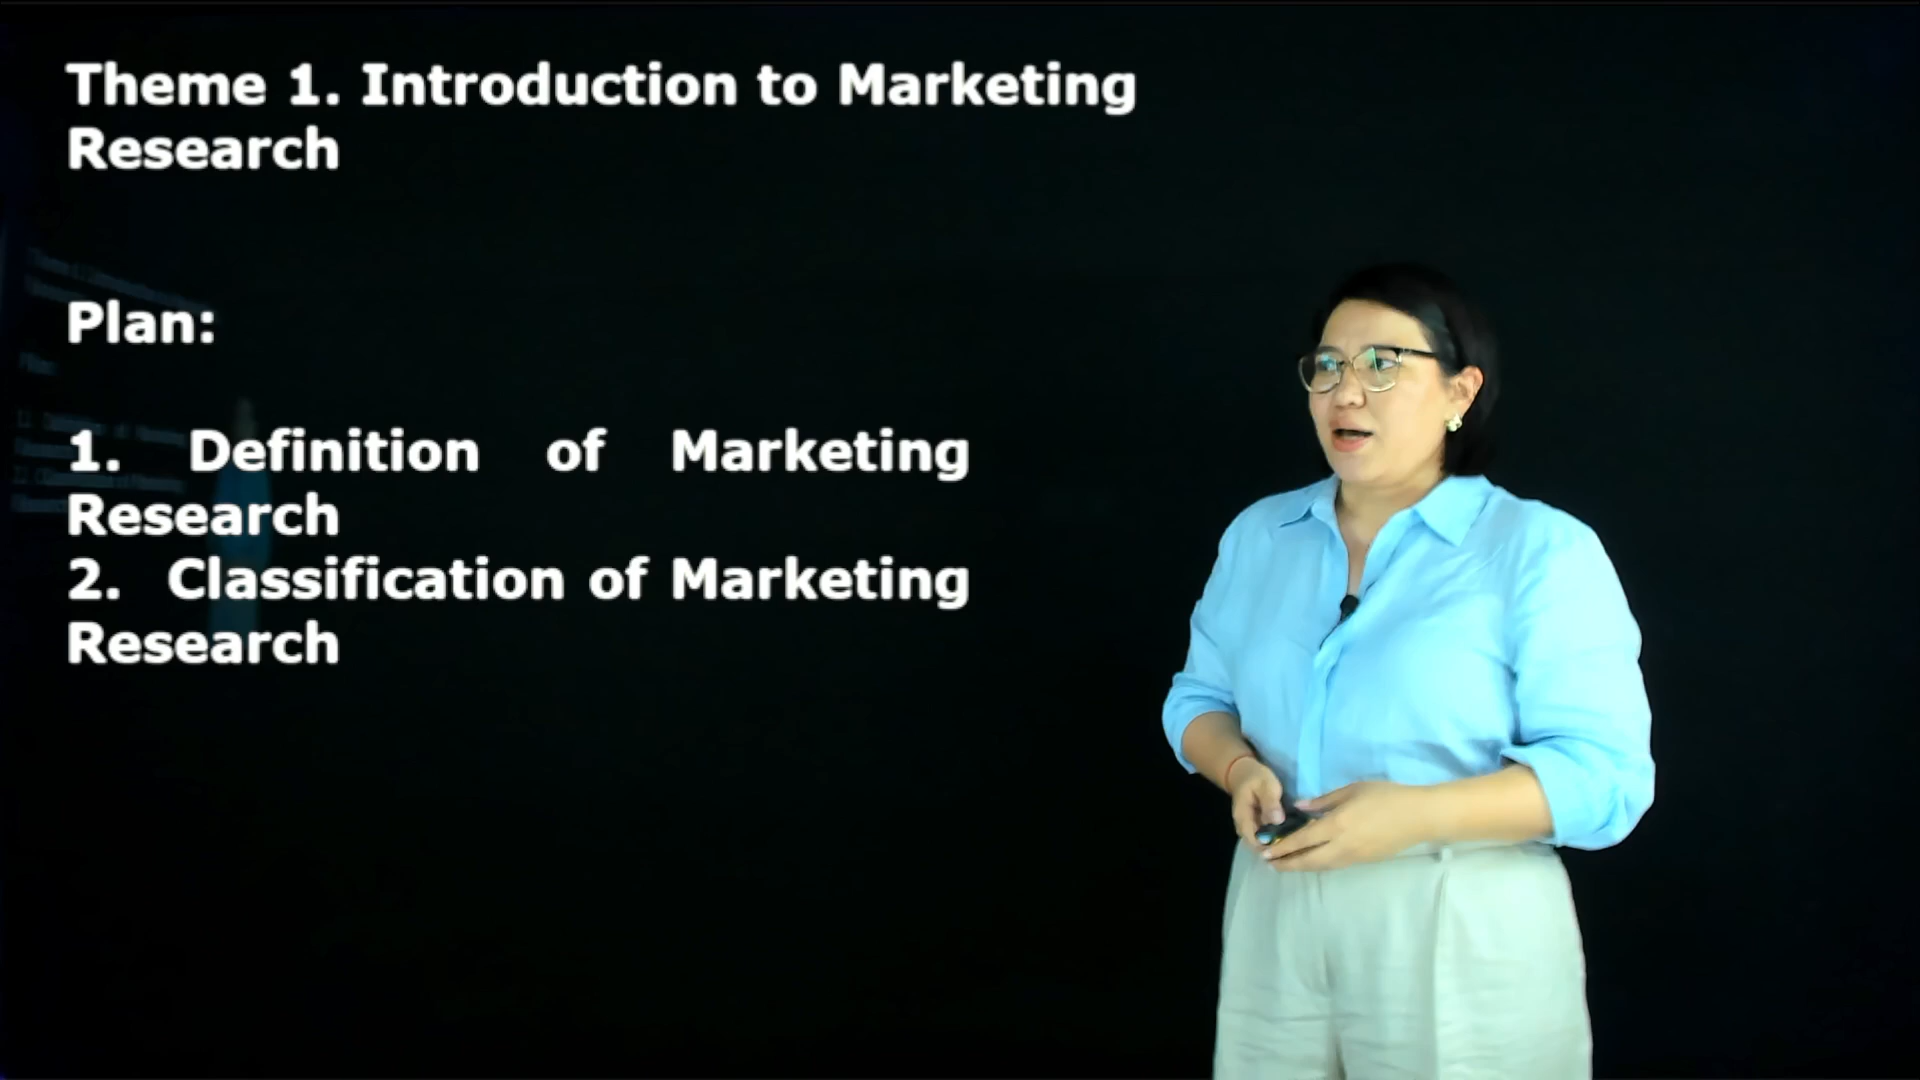 Theme 1. Introduction to Marketing
Research
Plan:
1. Definition of Marketing
Research
2. Classification of Marketing
Research